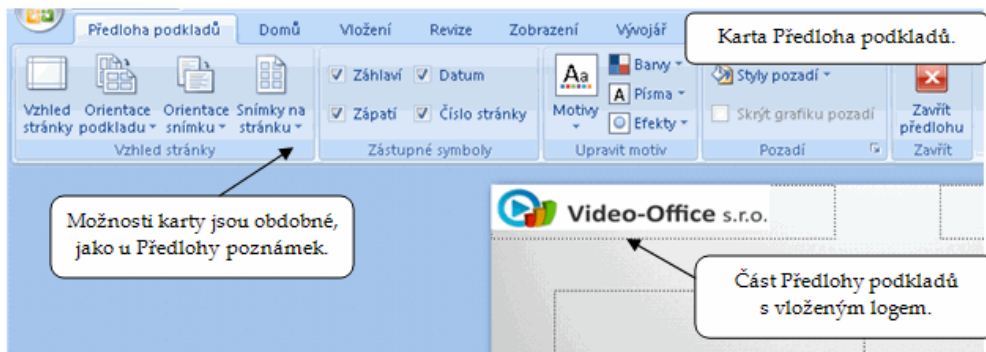 Předloha podkladů Domů Vložení Revize Zobrazení Vývojář
Karta Předloha podkladů.
Vzhled stránky
Orientace podkladu
Orientace snímku
Snímky na stránku
Vzhled stránky
Záhlaví Datum
Zápatí Číslo stránky
Zástupné symboly
Aa
Motivy
Barvy
A Písma
Efekty
Upravit motiv
Styly pozadí
Skrýt grafiku pozadí
Pozadí
Zavřít předlohu
Zavřít
Možnosti karty jsou obdobné,
jako u Předlohy poznámek.
Video-Office s.r.o.
Část Předlohy podkladů
s vloženým logem.